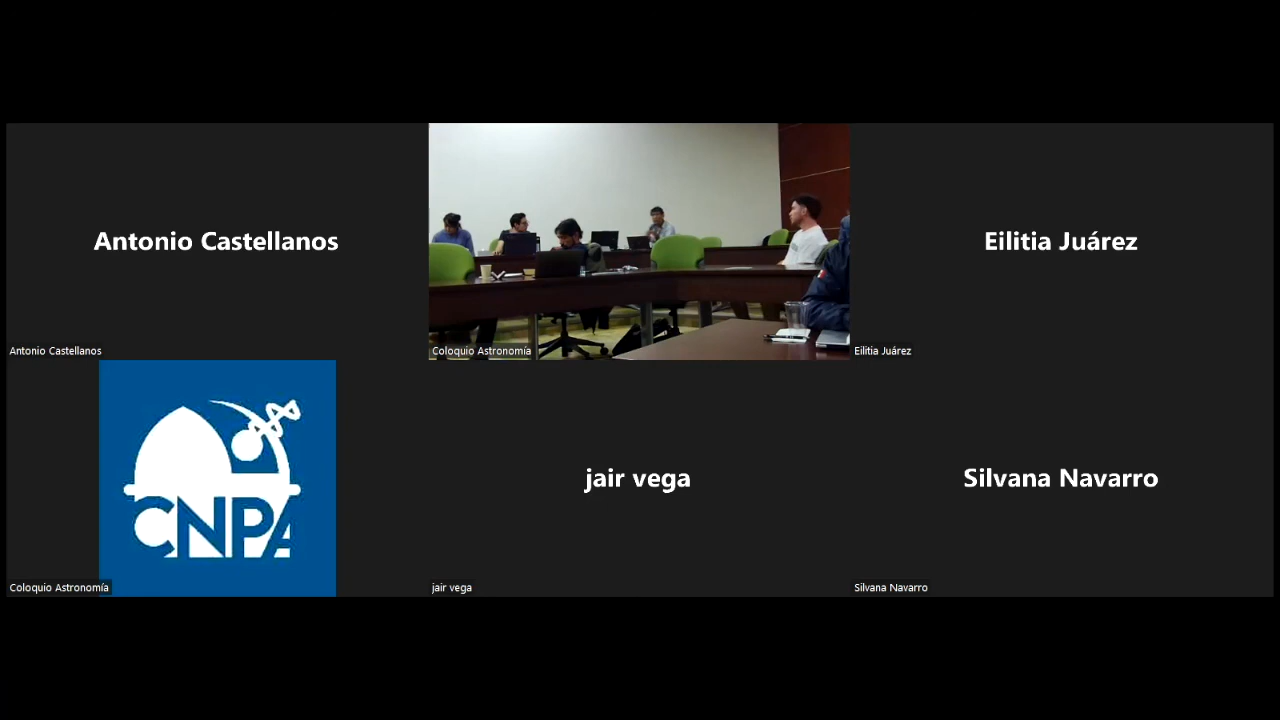 Antonio Castellanos
Antonio Castellanos
Coloquio Astronomía
Eilitia Juárez
Eilitia Juárez
CNPA
Coloquio Astronomía
jair vega
jair vega
Silvana Navarro
Silvana Navarro